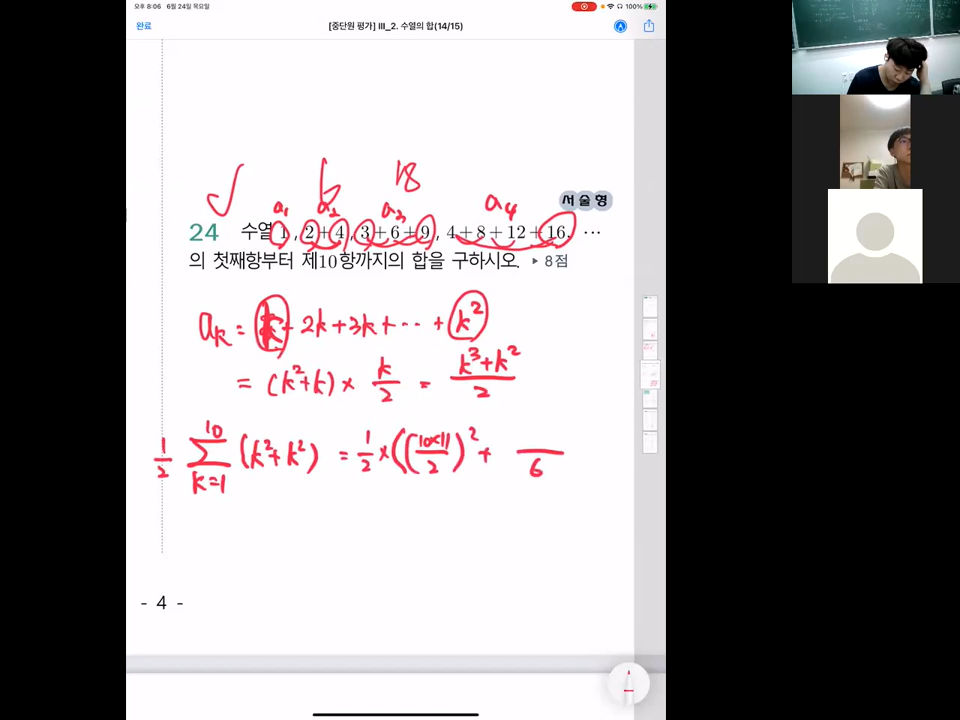 오후 8:06 6월 24일 목요일
100%
완료
[중단원 평가] III_2. 수열의 합(14/15)
6 18
a₁ a₂ a₃ a₄
서술형
24 수열 1, 2+4, 3+6+9, 4+8+12+16, ⋯
의 첫째항부터 제10항까지의 합을 구하시오. ▶ 8점
aₖ = k + 2k + 3k + ⋯ + k²
= (k²+k) × k/2 = (k³+k²)/2
1/2 ∑_{k=1}^{10} (k²+k²) = 1/2 × ((10×11/2)² + /6
- 4 -